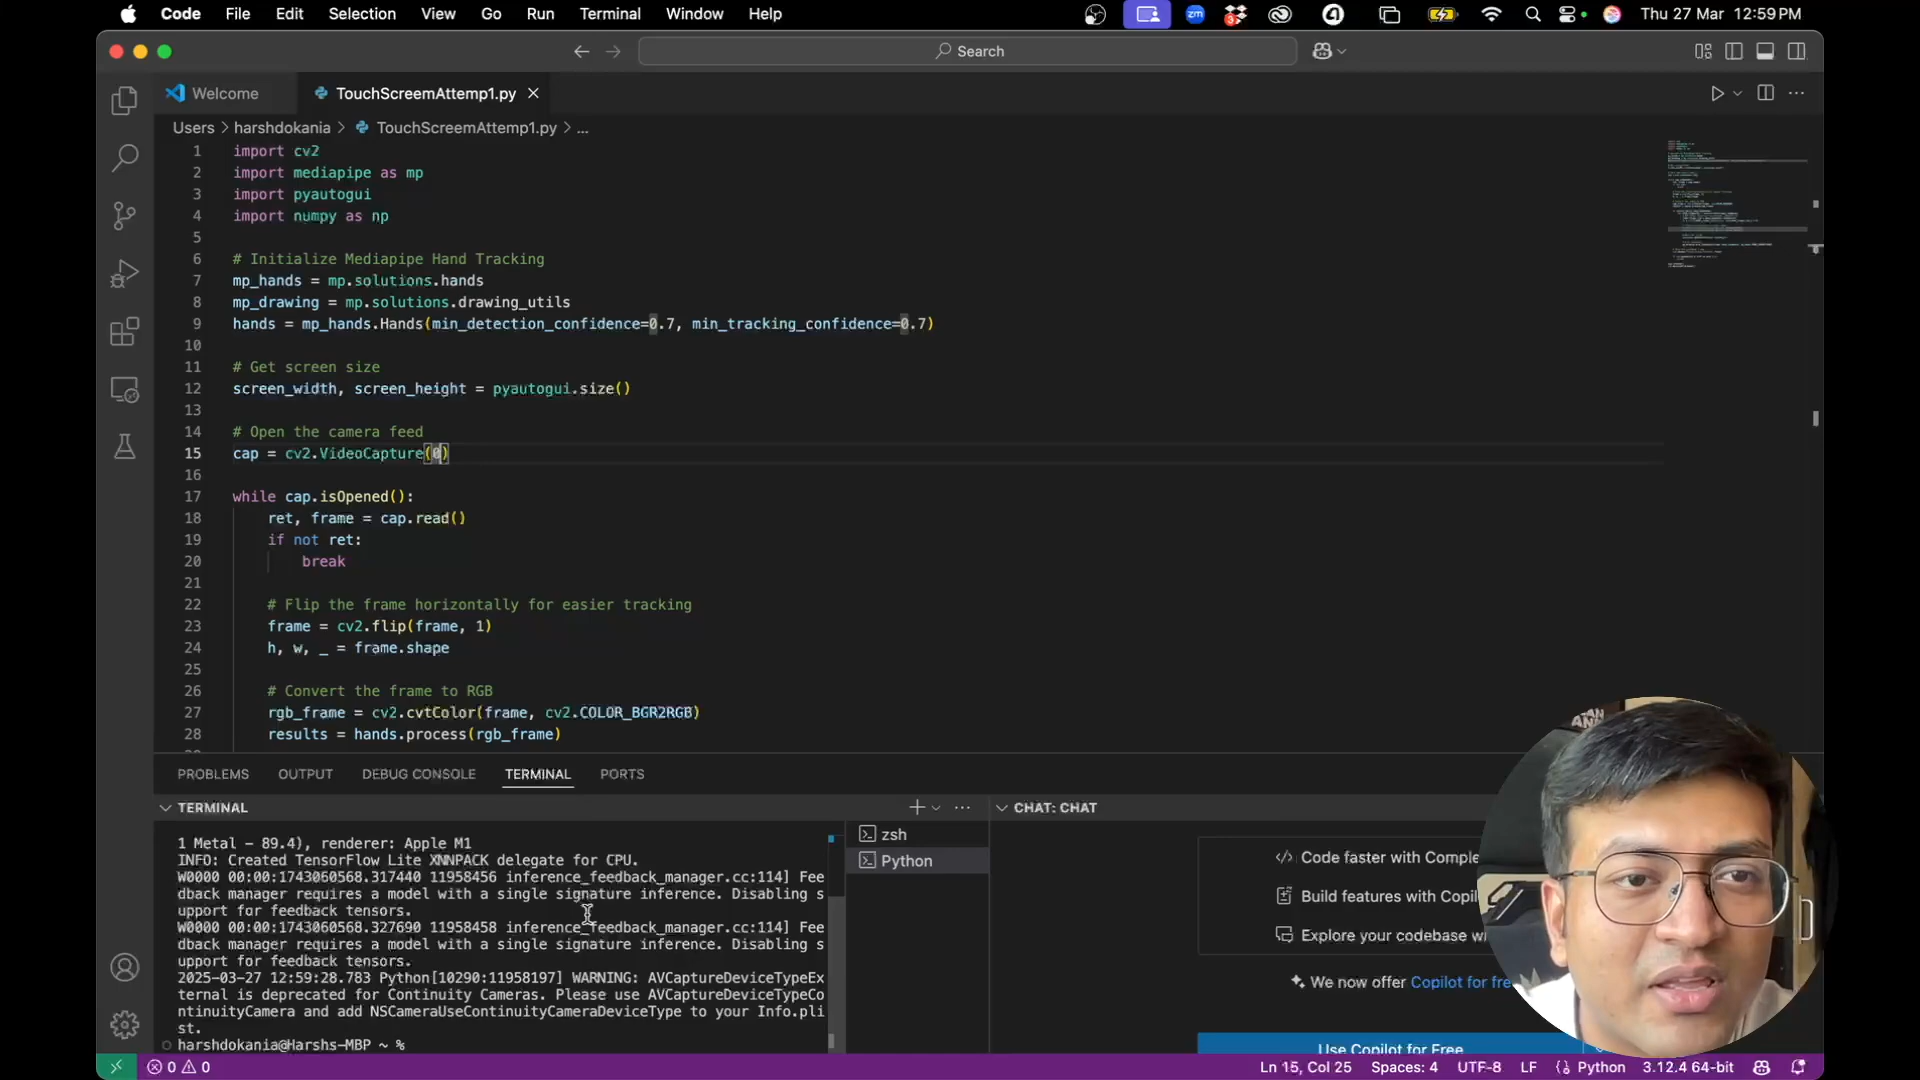 Code File Edit Selection View Go Run Terminal Window Help
Thu 27 Mar 12:59 PM
Search
Welcome
TouchScreemAttemp1.py
Users > harshdokania > TouchScreemAttemp1.py > ...
1 import cv2
2 import mediapipe as mp
3 import pyautogui
4 import numpy as np
5
6 # Initialize Mediapipe Hand Tracking
7 mp_hands = mp.solutions.hands
8 mp_drawing = mp.solutions.drawing_utils
9 hands = mp_hands.Hands(min_detection_confidence=0.7, min_tracking_confidence=0.7)
10
11 # Get screen size
12 screen_width, screen_height = pyautogui.size()
13
14 # Open the camera feed
15 cap = cv2.VideoCapture(0)
16
17 while cap.isOpened():
18 ret, frame = cap.read()
19 if not ret:
20 break
21
22 # Flip the frame horizontally for easier tracking
23 frame = cv2.flip(frame, 1)
24 h, w, _ = frame.shape
25
26 # Convert the frame to RGB
27 rgb_frame = cv2.cvtColor(frame, cv2.COLOR_BGR2RGB)
28 results = hands.process(rgb_frame)
PROBLEMS OUTPUT DEBUG CONSOLE TERMINAL PORTS
TERMINAL
1 Metal - 89.4), renderer: Apple M1
INFO: Created TensorFlow Lite XNNPACK delegate for CPU.
W0000 00:00:1743060568.317440 11958456 inference_feedback_manager.cc:114] Fee
dback manager requires a model with a single signature inference. Disabling s
upport for feedback tensors.
W0000 00:00:1743060568.327690 11958458 inference_feedback_manager.cc:114] Fee
dback manager requires a model with a single signature inference. Disabling s
upport for feedback tensors.
2025-03-27 12:59:28.783 Python[10290:11958197] WARNING: AVCaptureDeviceTypeEx
ternal is deprecated for Continuity Cameras. Please use AVCaptureDeviceTypeCo
ntinuityCamera and add NSCameraUseContinuityCameraDeviceType to your Info.pli
st.
harshdokania@Harshs-MBP ~ %
zsh
Python
CHAT: CHAT
Code faster with Comple
Build features with Copil
Explore your codebase wi
We now offer Copilot for fre
Use Copilot for Free
0 0
Ln 15, Col 25 Spaces: 4 UTF-8 LF Python 3.12.4 64-bit